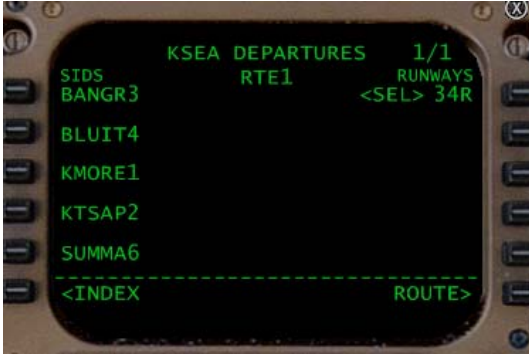 KSEA DEPARTURES 1/1
SIDS RTE1 RUNWAYS
BANGR3 <SEL> 34R
BLUIT4
KMORE1
KTSAP2
SUMMA6
<INDEX ROUTE>